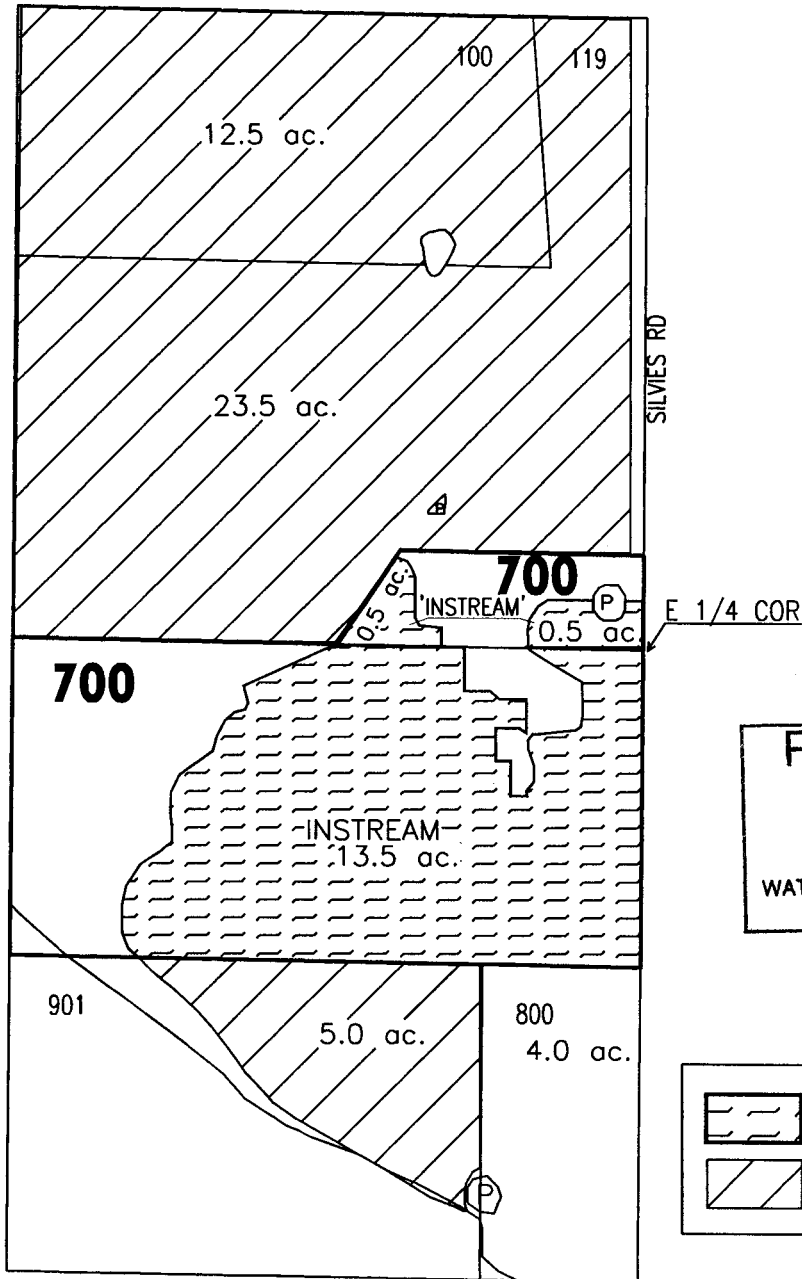 100 119
12.5 ac.
23.5 ac.
SILVIES RD
P
700
0.5 ac.
'INSTREAM'
P
0.5 ac.
E 1/4 COR
700
INSTREAM
13.5 ac.
WAT
901
5.0 ac.
800
4.0 ac.
P